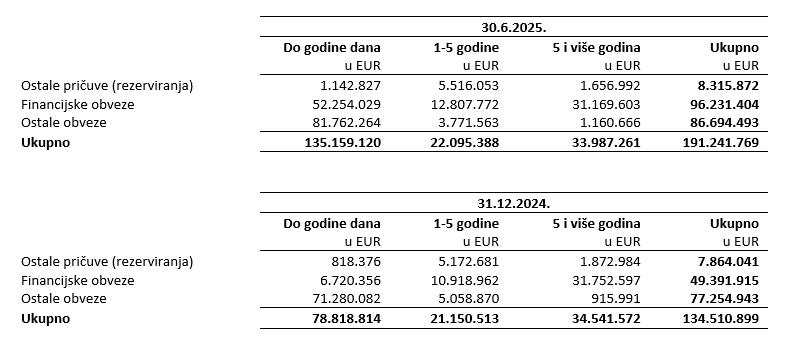 30.6.2025.
Do godine dana 1-5 godine 5 i više godina Ukupno
u EUR u EUR u EUR u EUR
Ostale pričuve (rezerviranja) 1.142.827 5.516.053 1.656.992 8.315.872
Financijske obveze 52.254.029 12.807.772 31.169.603 96.231.404
Ostale obveze 81.762.264 3.771.563 1.160.666 86.694.493
Ukupno 135.159.120 22.095.388 33.987.261 191.241.769
31.12.2024.
Do godine dana 1-5 godine 5 i više godina Ukupno
u EUR u EUR u EUR u EUR
Ostale pričuve (rezerviranja) 818.376 5.172.681 1.872.984 7.864.041
Financijske obveze 6.720.356 10.918.962 31.752.597 49.391.915
Ostale obveze 71.280.082 5.058.870 915.991 77.254.943
Ukupno 78.818.814 21.150.513 34.541.572 134.510.899